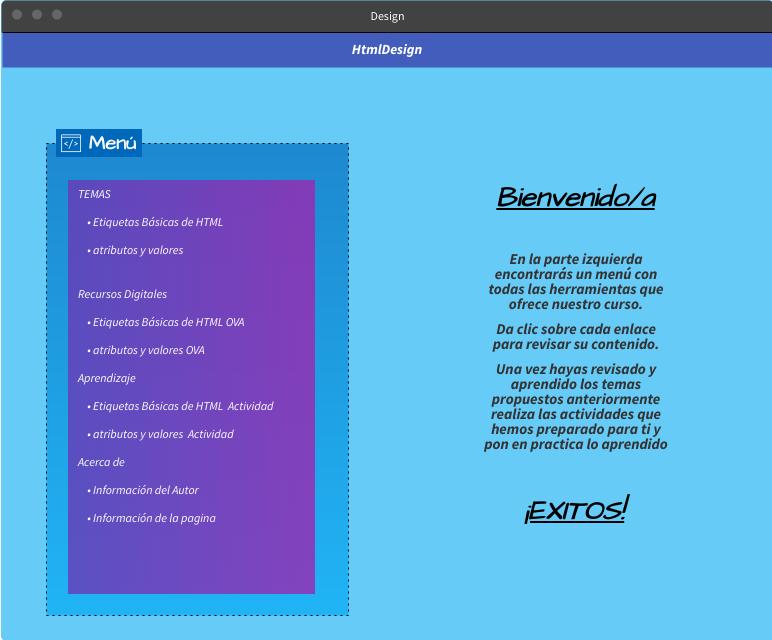 Design
HtmlDesign
</> Menú
TEMAS
• Etiquetas Básicas de HTML
• atributos y valores
Recursos Digitales
• Etiquetas Básicas de HTML OVA
• atributos y valores OVA
Aprendizaje
• Etiquetas Básicas de HTML Actividad
• atributos y valores Actividad
Acerca de
• Información del Autor
• Información de la pagina
Bienvenido/a
En la parte izquierda
encontrarás un menú con
todas las herramientas que
ofrece nuestro curso.
Da clic sobre cada enlace
para revisar su contenido.
Una vez hayas revisado y
aprendido los temas
propuestos anteriormente
realiza las actividades que
hemos preparado para ti y
pon en practica lo aprendido
¡EXITOS!